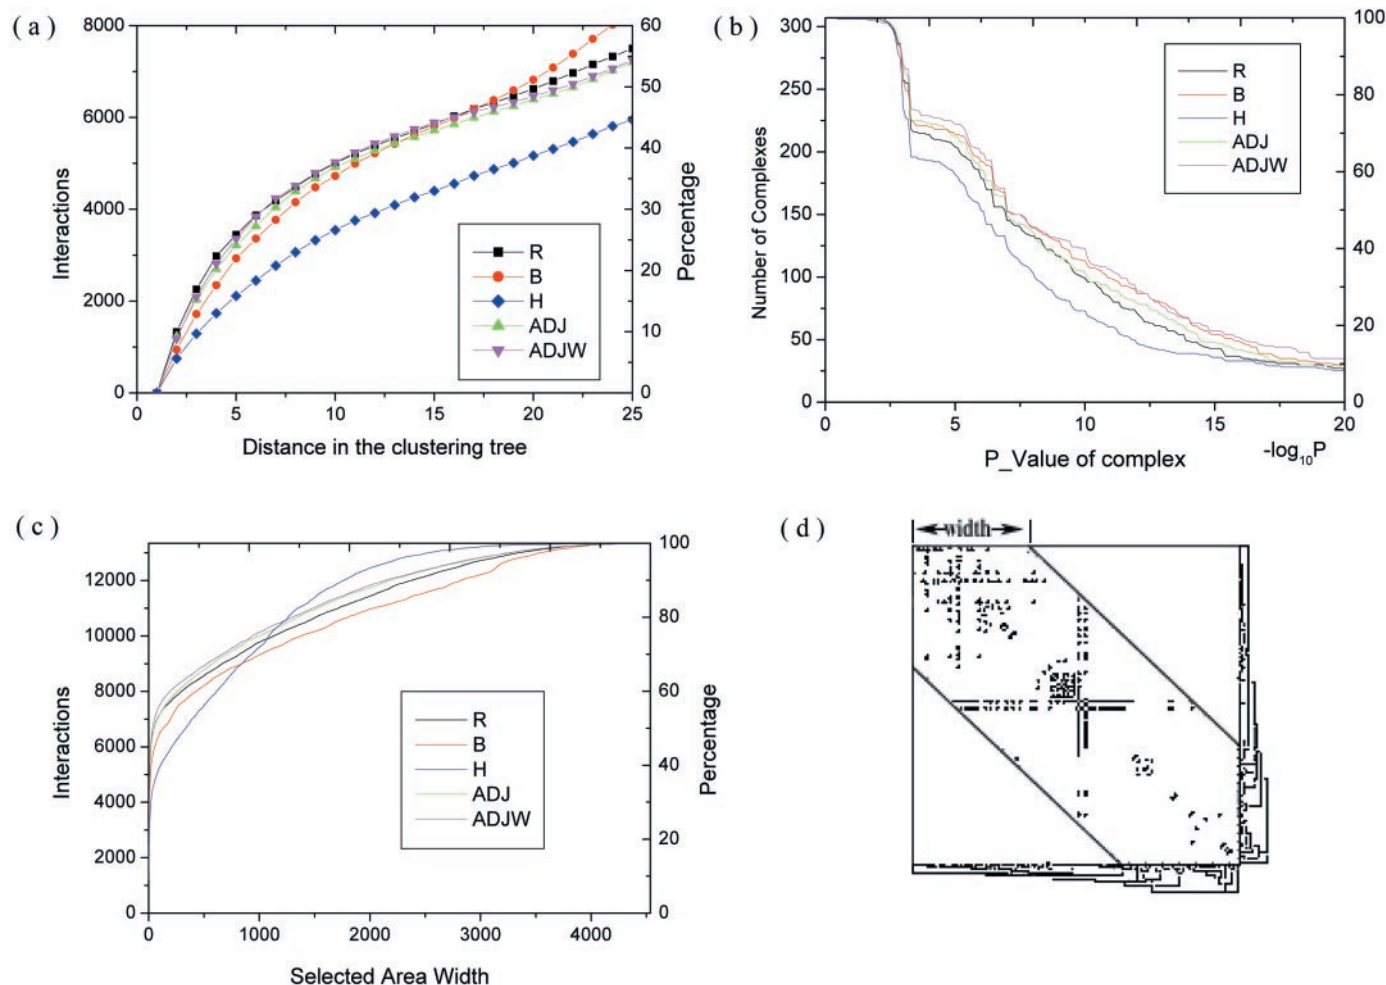 ( a )
8000
6000
4000
2000
0
Interactions
60
50
40
30
20
10
0
Percentage
R
B
H
ADJ
ADJW
0 5 10 15 20 25
Distance in the clustering tree
( b )
300
250
200
150
100
50
0
Number of Complexes
100
80
60
40
20
0
R
B
H
ADJ
ADJW
0 5 10 15 20
P_Value of complex
-log10P
( c )
12000
10000
8000
6000
4000
2000
0
Interactions
100
80
60
40
20
0
Percentage
R
B
H
ADJ
ADJW
0 1000 2000 3000 4000
Selected Area Width
( d )
width